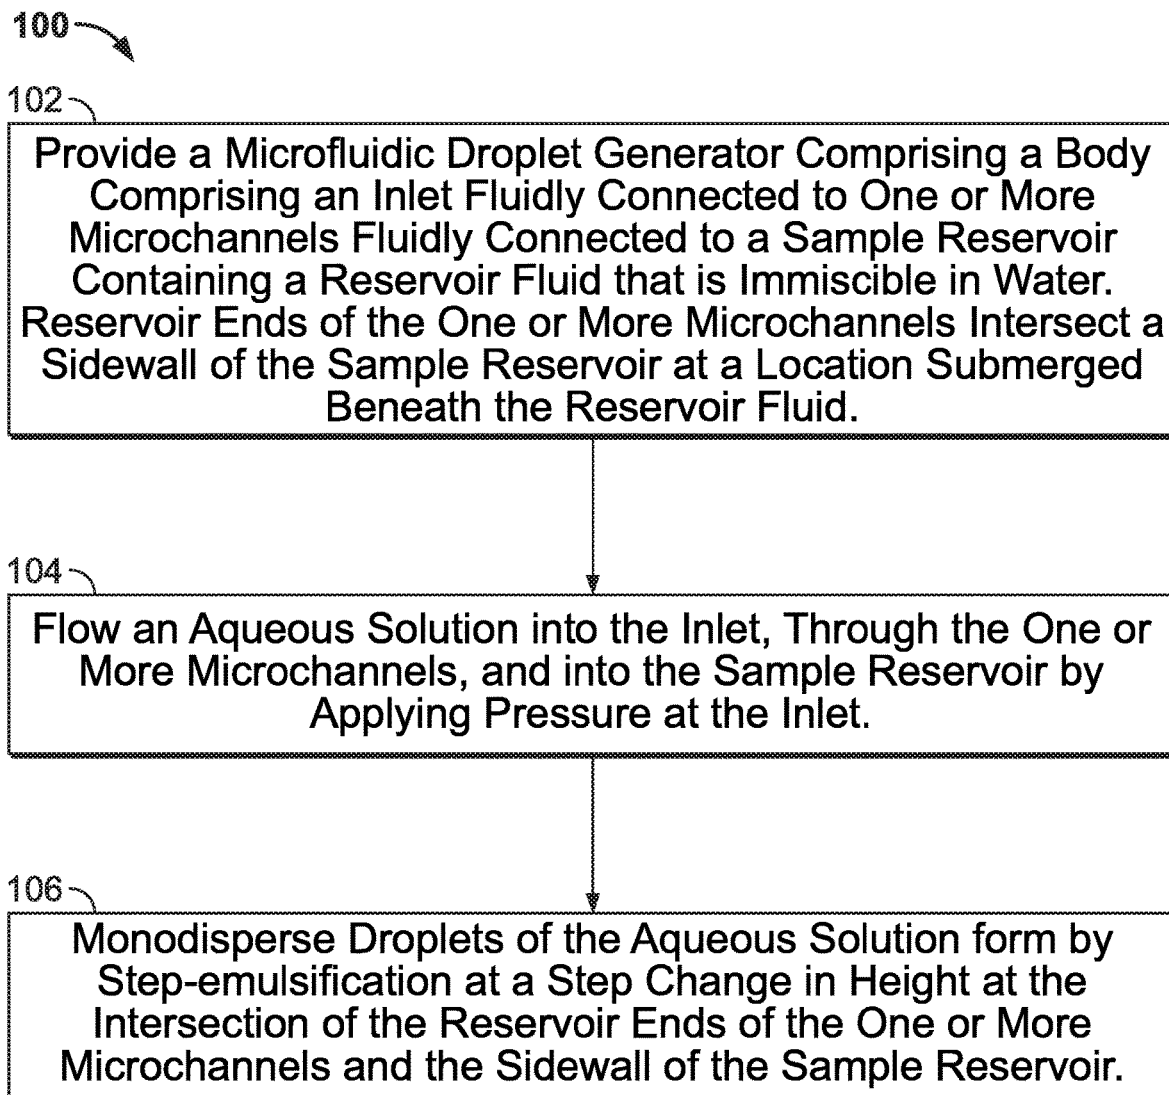 100
102
Provide a Microfluidic Droplet Generator Comprising a Body
Comprising an Inlet Fluidly Connected to One or More
Microchannels Fluidly Connected to a Sample Reservoir
Containing a Reservoir Fluid that is Immiscible in Water.
Reservoir Ends of the One or More Microchannels Intersect a
Sidewall of the Sample Reservoir at a Location Submerged
Beneath the Reservoir Fluid.
104
Flow an Aqueous Solution into the Inlet, Through the One or
More Microchannels, and into the Sample Reservoir by
Applying Pressure at the Inlet.
106
Monodisperse Droplets of the Aqueous Solution form by
Step-emulsification at a Step Change in Height at the
Intersection of the Reservoir Ends of the One or More
Microchannels and the Sidewall of the Sample Reservoir.